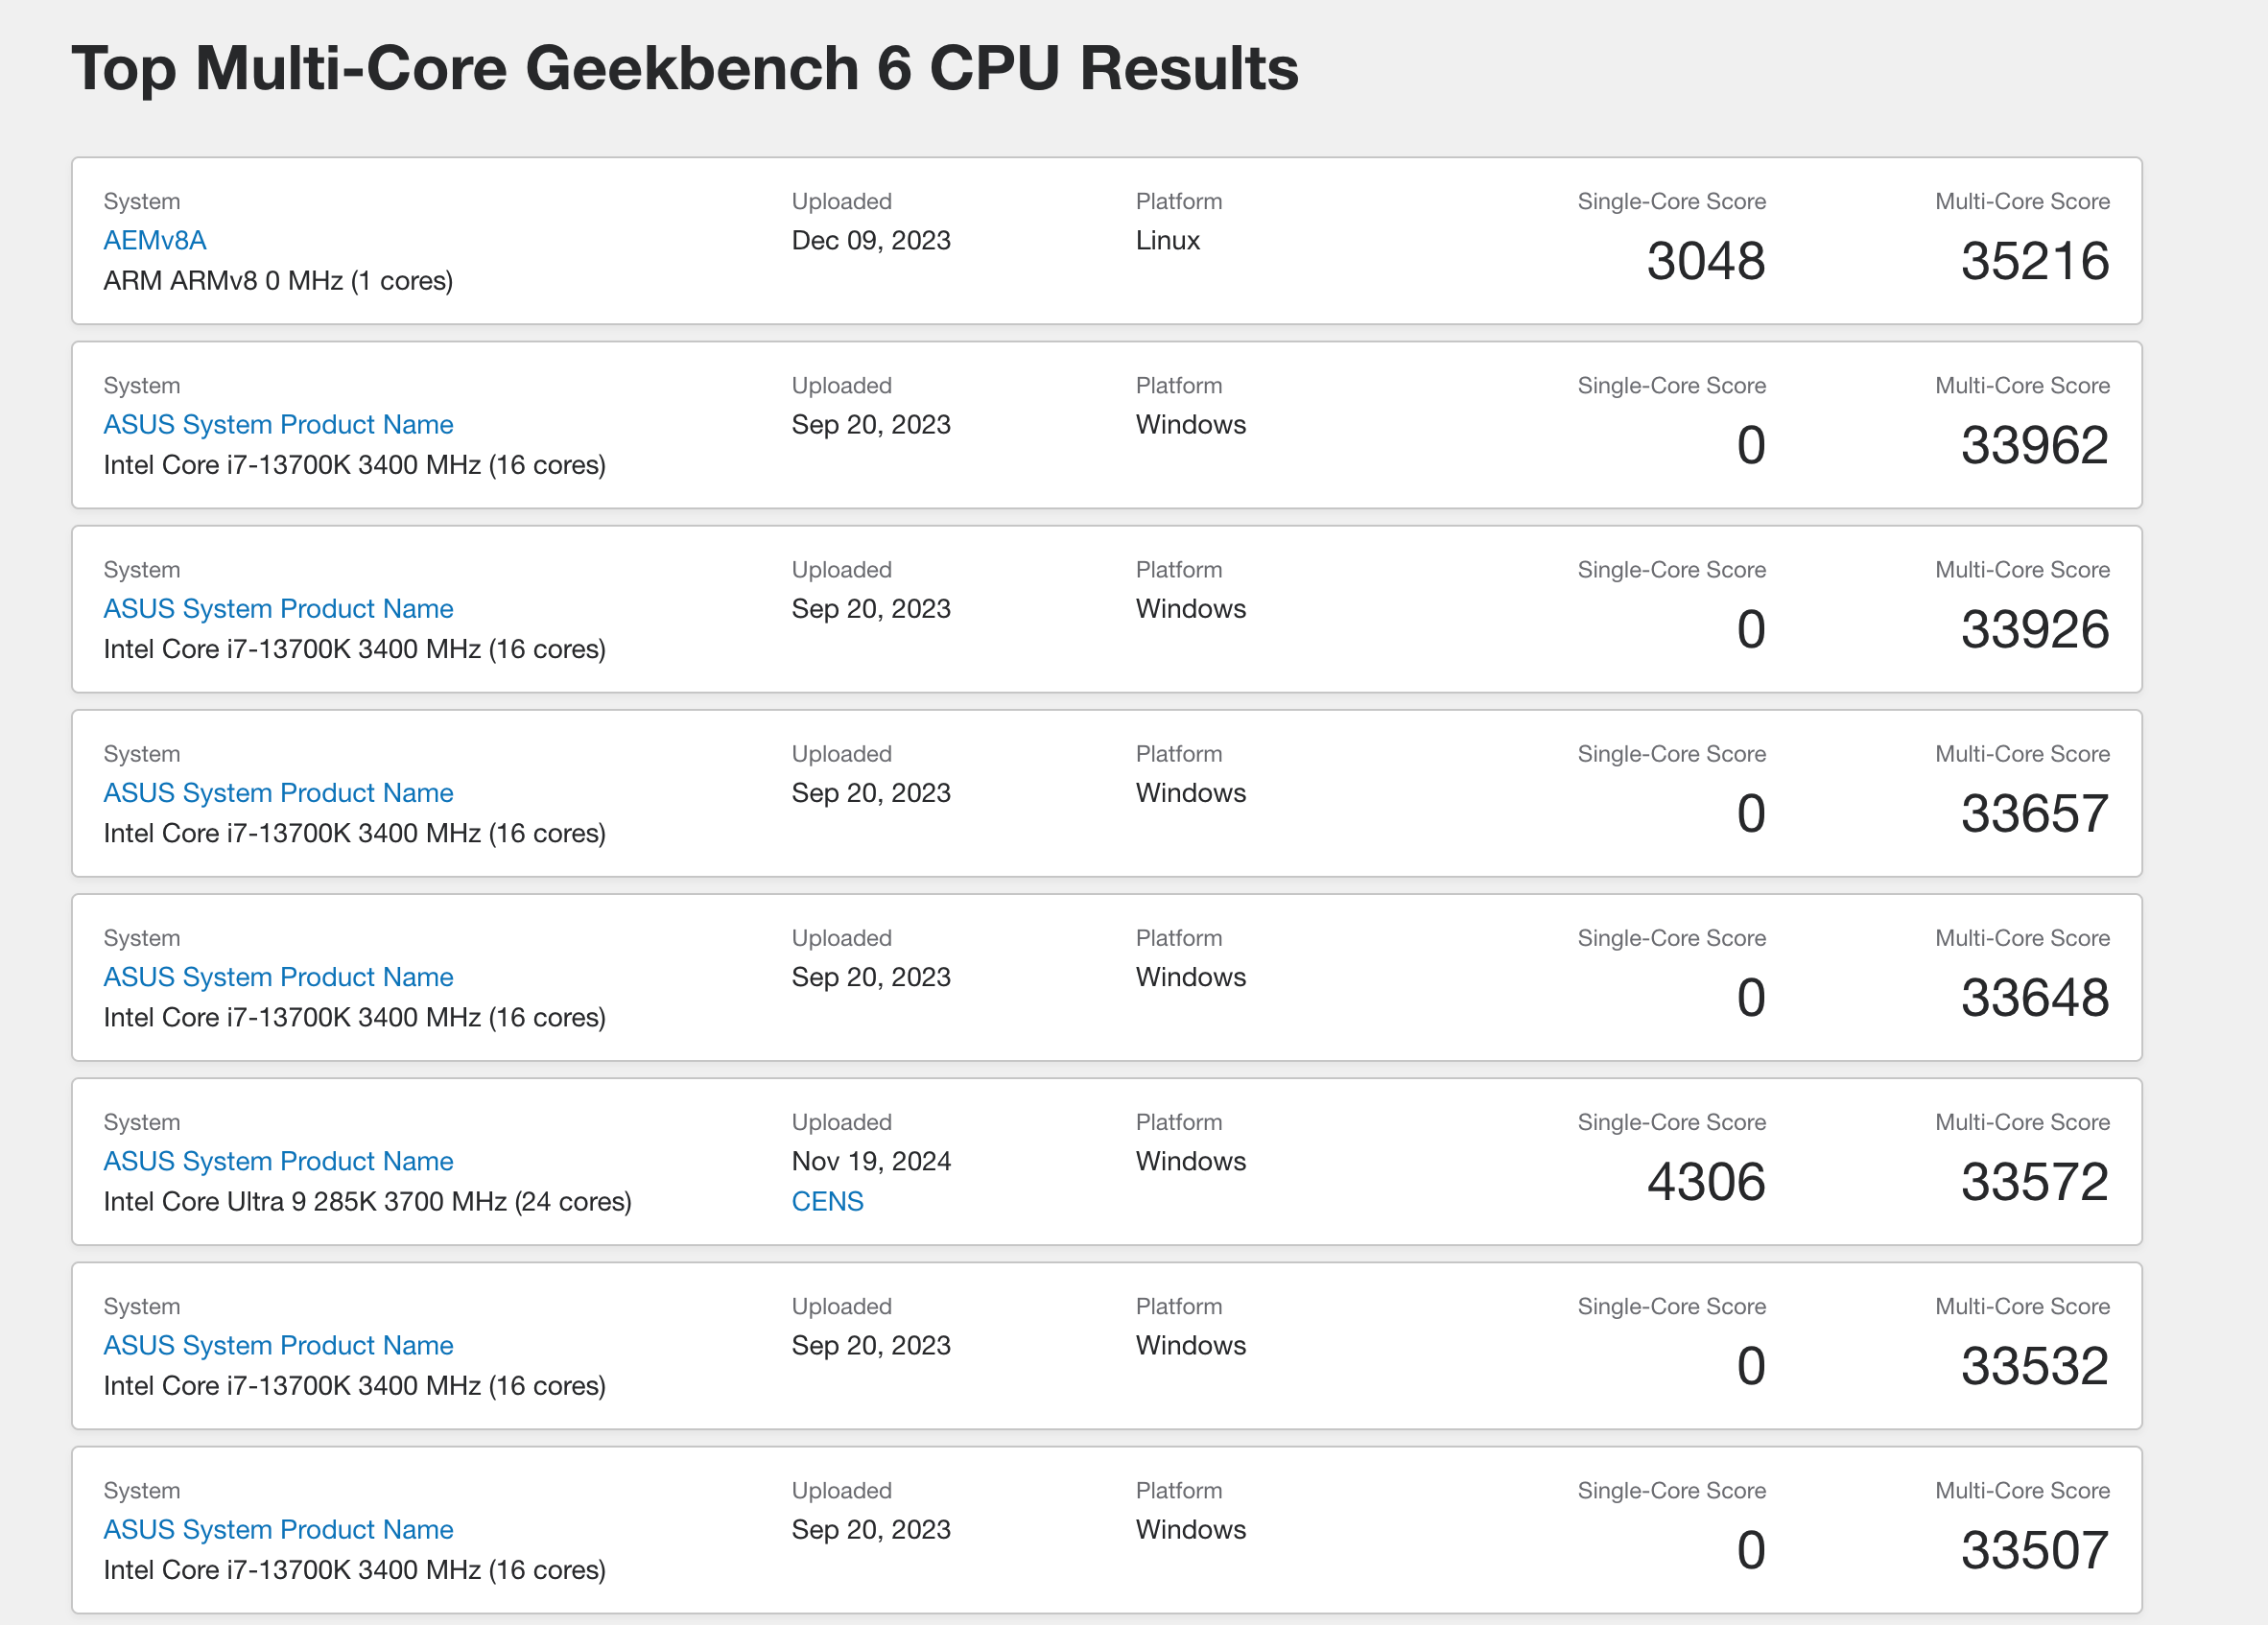 Top Multi-Core Geekbench 6 CPU Results
System Uploaded Platform Single-Core Score Multi-Core Score
AEMv8A Dec 09, 2023 Linux 3048 35216
ARM ARMv8 0 MHz (1 cores)
System Uploaded Platform Single-Core Score Multi-Core Score
ASUS System Product Name Sep 20, 2023 Windows 0 33962
Intel Core i7-13700K 3400 MHz (16 cores)
System Uploaded Platform Single-Core Score Multi-Core Score
ASUS System Product Name Sep 20, 2023 Windows 0 33926
Intel Core i7-13700K 3400 MHz (16 cores)
System Uploaded Platform Single-Core Score Multi-Core Score
ASUS System Product Name Sep 20, 2023 Windows 0 33657
Intel Core i7-13700K 3400 MHz (16 cores)
System Uploaded Platform Single-Core Score Multi-Core Score
ASUS System Product Name Sep 20, 2023 Windows 0 33648
Intel Core i7-13700K 3400 MHz (16 cores)
System Uploaded Platform Single-Core Score Multi-Core Score
ASUS System Product Name Nov 19, 2024 Windows 4306 33572
Intel Core Ultra 9 285K 3700 MHz (24 cores) CENS
System Uploaded Platform Single-Core Score Multi-Core Score
ASUS System Product Name Sep 20, 2023 Windows 0 33532
Intel Core i7-13700K 3400 MHz (16 cores)
System Uploaded Platform Single-Core Score Multi-Core Score
ASUS System Product Name Sep 20, 2023 Windows 0 33507
Intel Core i7-13700K 3400 MHz (16 cores)